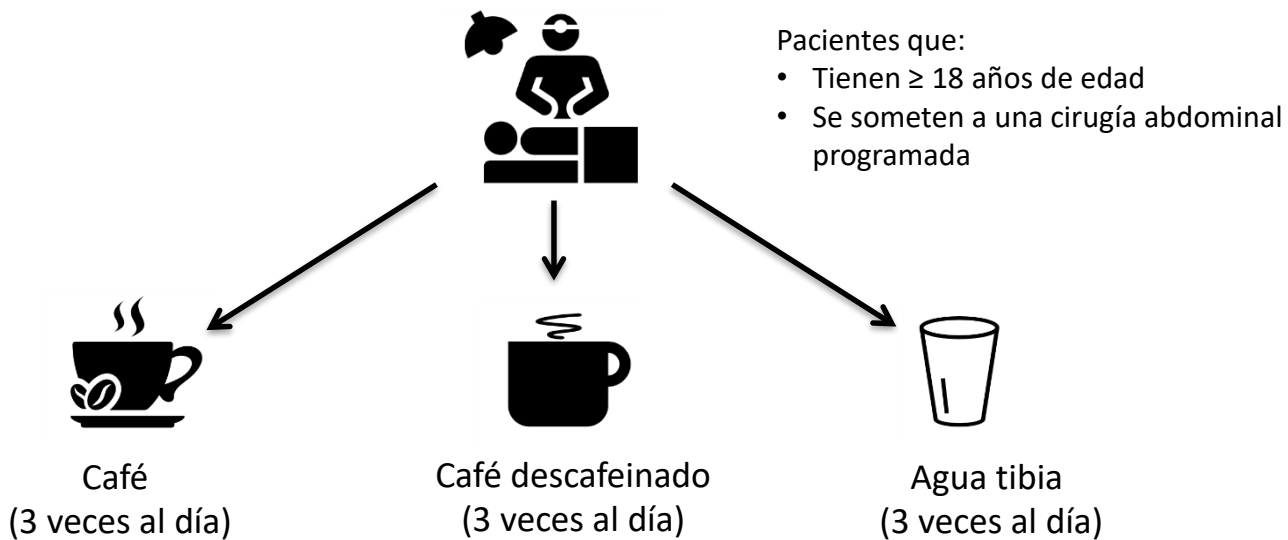 Pacientes que:
• Tienen ≥ 18 años de edad
• Se someten a una cirugía abdominal
programada
Café
(3 veces al día)
Café descafeinado
(3 veces al día)
Agua tibia
(3 veces al día)